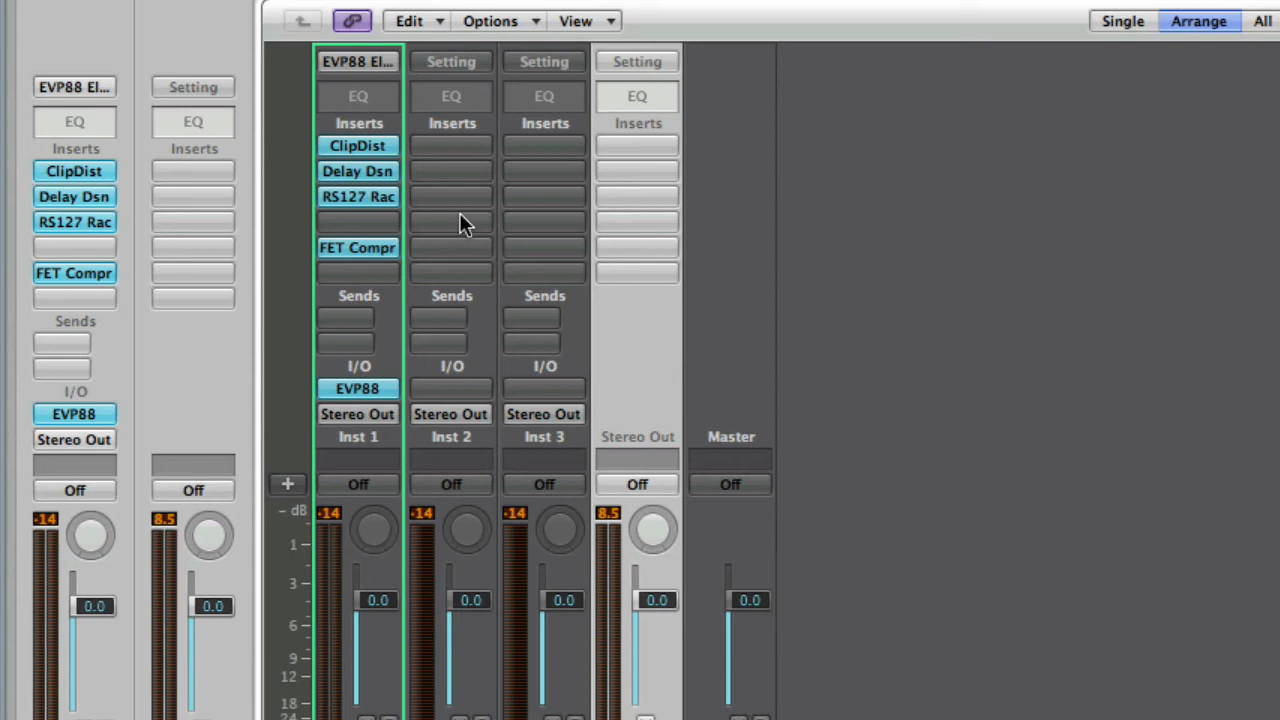 Edit Options View Single Arrange All
EVP88 El... Setting Setting Setting
EVP88 El... Setting
EQ EQ EQ EQ
EQ EQ
Inserts Inserts Inserts Inserts
ClipDist
Inserts Inserts
ClipDist Delay Dsn
Delay Dsn RS127 Rac
RS127 Rac
FET Compr
FET Compr
Sends Sends Sends
Sends
I/O I/O I/O
I/O EVP88
EVP88 Stereo Out Stereo Out Stereo Out
Stereo Out Inst 1 Inst 2 Inst 3 Stereo Out Master
+ Off Off Off Off Off
Off Off
- dB -14 -14 -14 8.5
-14 8.5
1
3
0.0 0.0 0.0 0.0 0.0
0.0 0.0
6
9
12
18
24